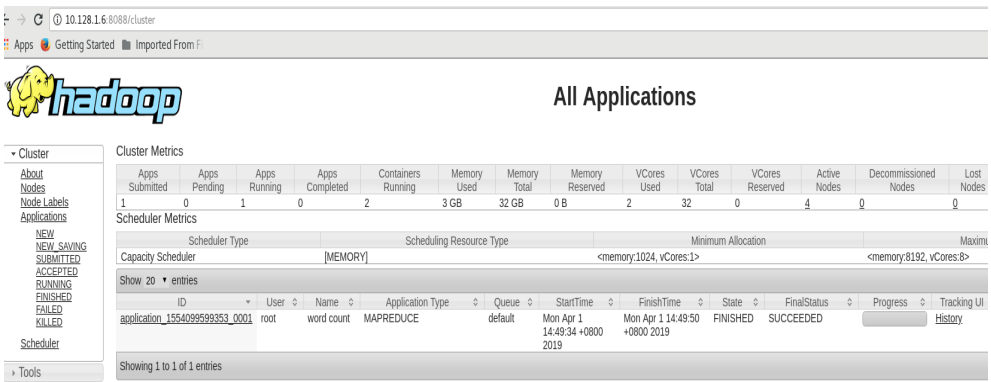 10.128.1.6:8088/cluster
Apps Getting Started Imported From Fi
hadoop
All Applications
Cluster
About
Nodes
Node Labels
Applications
NEW
NEW_SAVING
SUBMITTED
ACCEPTED
RUNNING
FINISHED
FAILED
KILLED
Scheduler
Tools
Cluster Metrics
Apps Submitted Apps Pending Apps Running Apps Completed Containers Running Memory Used Memory Total Memory Reserved VCores Used VCores Total VCores Reserved Active Nodes Decommissioned Nodes Lost Nodes
1 0 1 0 2 3 GB 32 GB 0 B 2 32 0 4 0 0
Scheduler Metrics
Scheduler Type Scheduling Resource Type Minimum Allocation Maximu
Capacity Scheduler [MEMORY] <memory:1024, vCores:1> <memory:8192, vCores:8>
Show 20 entries
ID User Name Application Type Queue StartTime FinishTime State FinalStatus Progress Tracking UI
application_1554099599353_0001 root word count MAPREDUCE default Mon Apr 1 14:49:34 +0800 2019 Mon Apr 1 14:49:50 +0800 2019 FINISHED SUCCEEDED History
Showing 1 to 1 of 1 entries